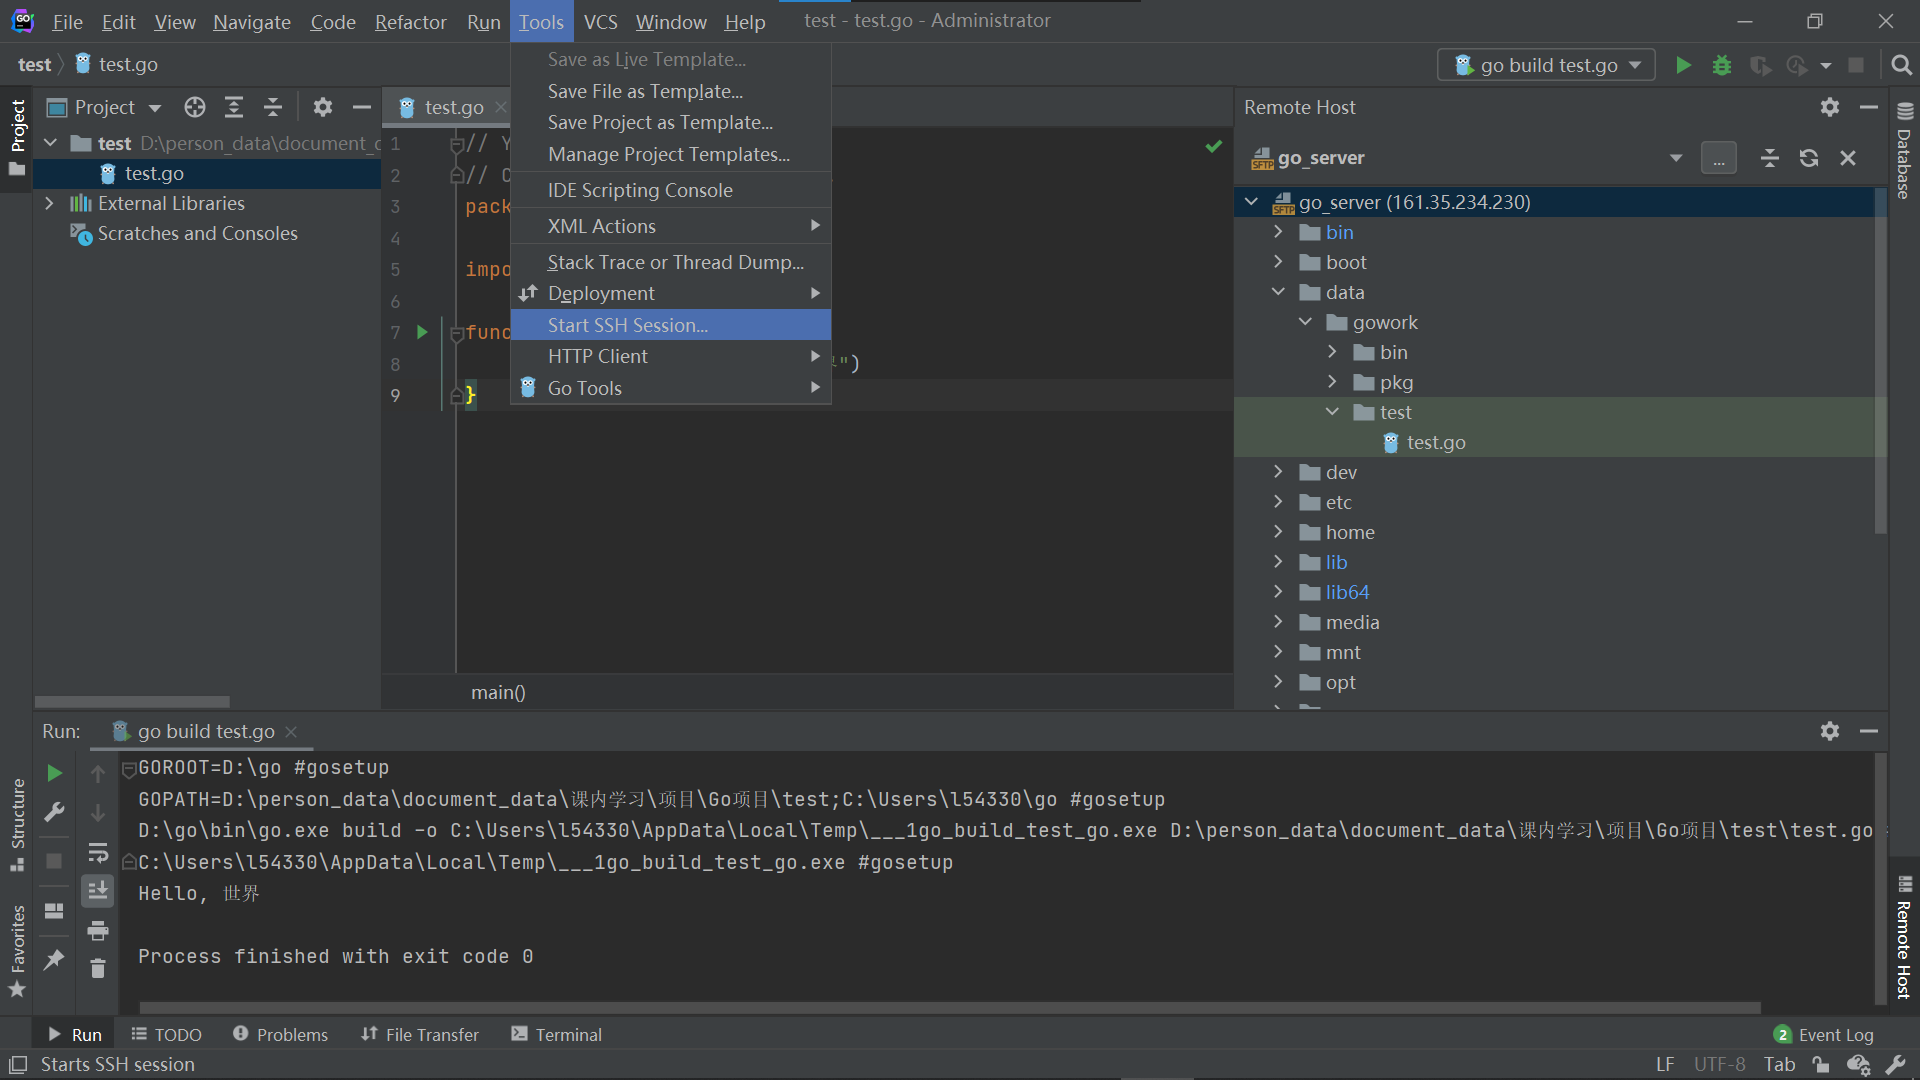 File Edit View Navigate Code Refactor Run Tools VCS Window Help test - test.go - Administrator
test test.go
go build test.go
Project
test.go
Project
test D:\person_data\document_
test.go
External Libraries
Scratches and Consoles
1 // Y
2 //
3 pack
4
5 impo
6
7 func
8 ")
9 }
main()
Save as Live Template...
Save File as Template...
Save Project as Template...
Manage Project Templates...
IDE Scripting Console
XML Actions
Stack Trace or Thread Dump...
Deployment
Start SSH Session...
HTTP Client
Go Tools
Remote Host
SFTP go_server
...
SFTP go_server (161.35.234.230)
bin
boot
data
gowork
bin
pkg
test
test.go
dev
etc
home
lib
lib64
media
mnt
opt
Database
Remote Host
Structure
Favorites
Run: go build test.go
GOROOT=D:\go #gosetup
GOPATH=D:\person_data\document_data\课内学习\项目\Go项目\test;C:\Users\l54330\go #gosetup
D:\go\bin\go.exe build -o C:\Users\l54330\AppData\Local\Temp\___1go_build_test_go.exe D:\person_data\document_data\课内学习\项目\Go项目\test\test.go
C:\Users\l54330\AppData\Local\Temp\___1go_build_test_go.exe #gosetup
Hello, 世界
Process finished with exit code 0
Run TODO Problems File Transfer Terminal 2 Event Log
Starts SSH session LF UTF-8 Tab